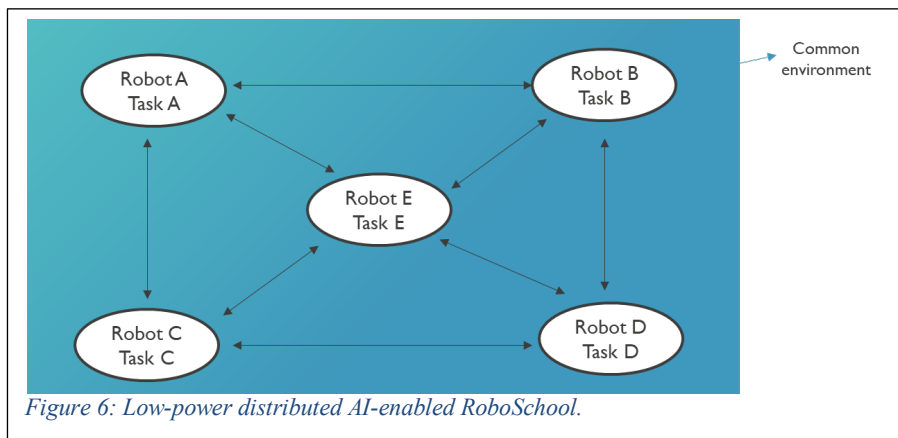 Robot A
Task A
Robot B
Task B
Common
environment
Robot E
Task E
Robot C
Task C
Robot D
Task D
Figure 6: Low-power distributed AI-enabled RoboSchool.